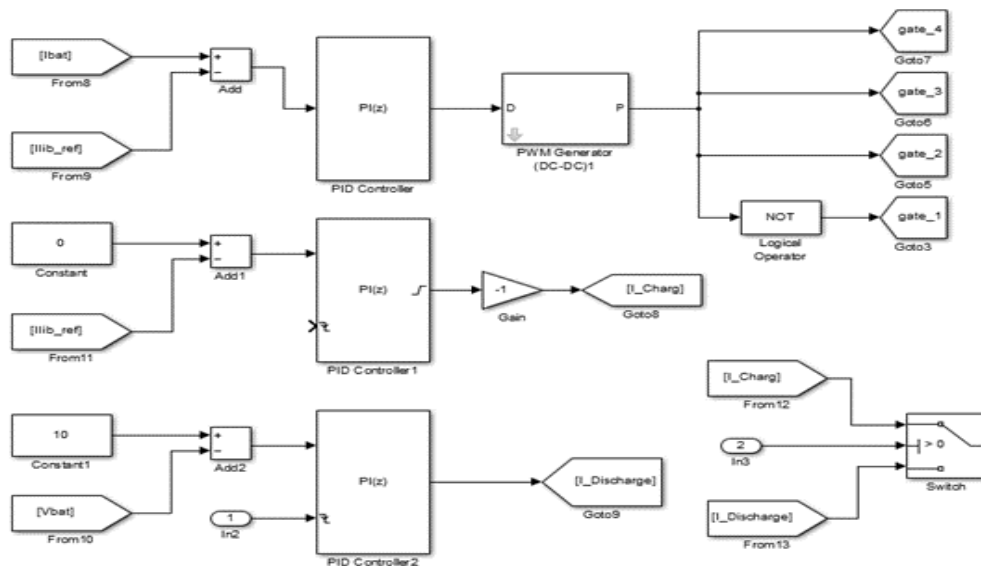 [Ibat]
From8
[Ilib_ref]
From9
+
−
Add
PI(z)
PID Controller
D
P
PWM Generator
(DC-DC)1
gate_4
Goto7
gate_3
Goto6
gate_2
Goto5
NOT
Logical
Operator
gate_1
Goto3
0
Constant
[Ilib_ref]
From11
+
−
Add1
PI(z)
PID Controller1
-1
Gain
[I_Charg]
Goto8
10
Constant1
[Vbat]
From10
+
−
Add2
1
In2
PI(z)
PID Controller2
[I_Discharge]
Goto9
[I_Charg]
From12
2
In3
[I_Discharge]
From13
> 0
Switch